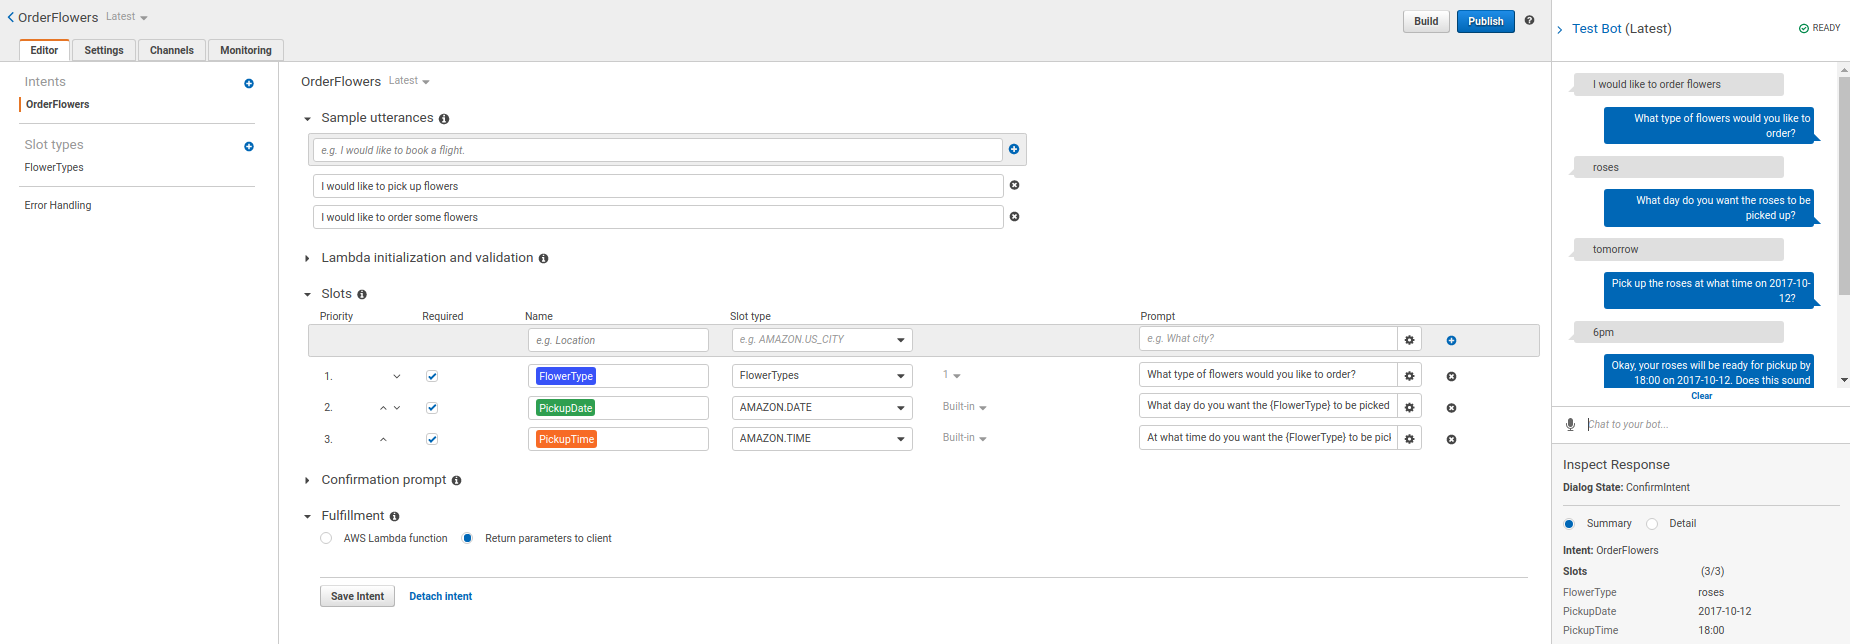 OrderFlowers Latest
Build
Publish
Editor
Settings
Channels
Monitoring
Intents
OrderFlowers
Slot types
FlowerTypes
Error Handling
OrderFlowers Latest
Sample utterances
e.g. I would like to book a flight.
I would like to pick up flowers
I would like to order some flowers
Lambda initialization and validation
Slots
Priority Required Name Slot type Prompt
e.g. Location e.g. AMAZON.US_CITY e.g. What city?
1. FlowerType FlowerTypes 1 What type of flowers would you like to order?
2. PickupDate AMAZON.DATE Built-in What day do you want the {FlowerType} to be picked
3. PickupTime AMAZON.TIME Built-in At what time do you want the {FlowerType} to be pick
Confirmation prompt
Fulfillment
AWS Lambda function Return parameters to client
Save Intent Detach intent
Test Bot (Latest)
READY
I would like to order flowers
What type of flowers would you like to
order?
roses
What day do you want the roses to be
picked up?
tomorrow
Pick up the roses at what time on 2017-10-
12?
6pm
Okay, your roses will be ready for pickup by
18:00 on 2017-10-12. Does this sound
Clear
Chat to your bot...
Inspect Response
Dialog State: ConfirmIntent
Summary Detail
Intent: OrderFlowers
Slots (3/3)
FlowerType roses
PickupDate 2017-10-12
PickupTime 18:00